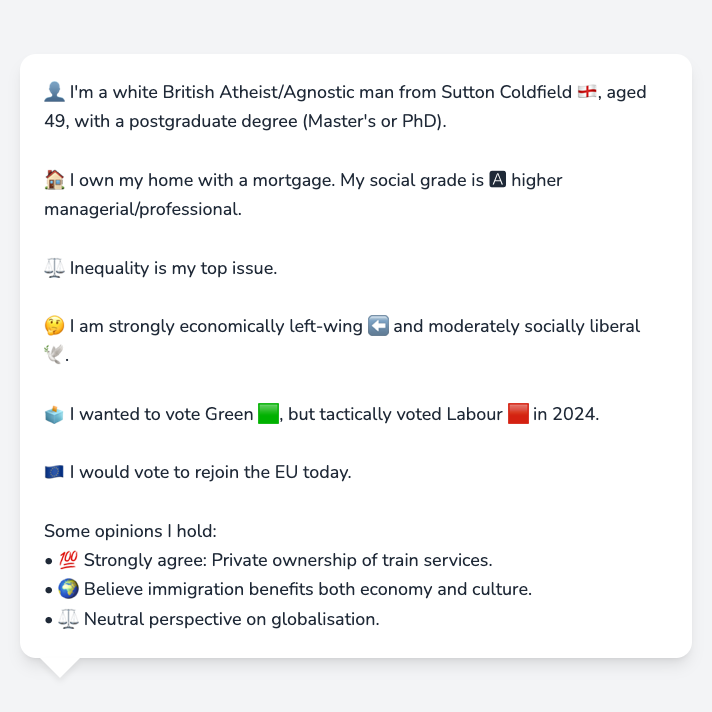 👤 I'm a white British Atheist/Agnostic man from Sutton Coldfield 🏴󠁧󠁢󠁥󠁮󠁧󠁿, aged
49, with a postgraduate degree (Master's or PhD).
🏠 I own my home with a mortgage. My social grade is 🅰 higher
managerial/professional.
⚖️ Inequality is my top issue.
🤔 I am strongly economically left-wing ⬅️ and moderately socially liberal
🕊️.
🗳️ I wanted to vote Green 🟩, but tactically voted Labour 🟥 in 2024.
🇪🇺 I would vote to rejoin the EU today.
Some opinions I hold:
• 💯 Strongly agree: Private ownership of train services.
• 🌍 Believe immigration benefits both economy and culture.
• ⚖️ Neutral perspective on globalisation.